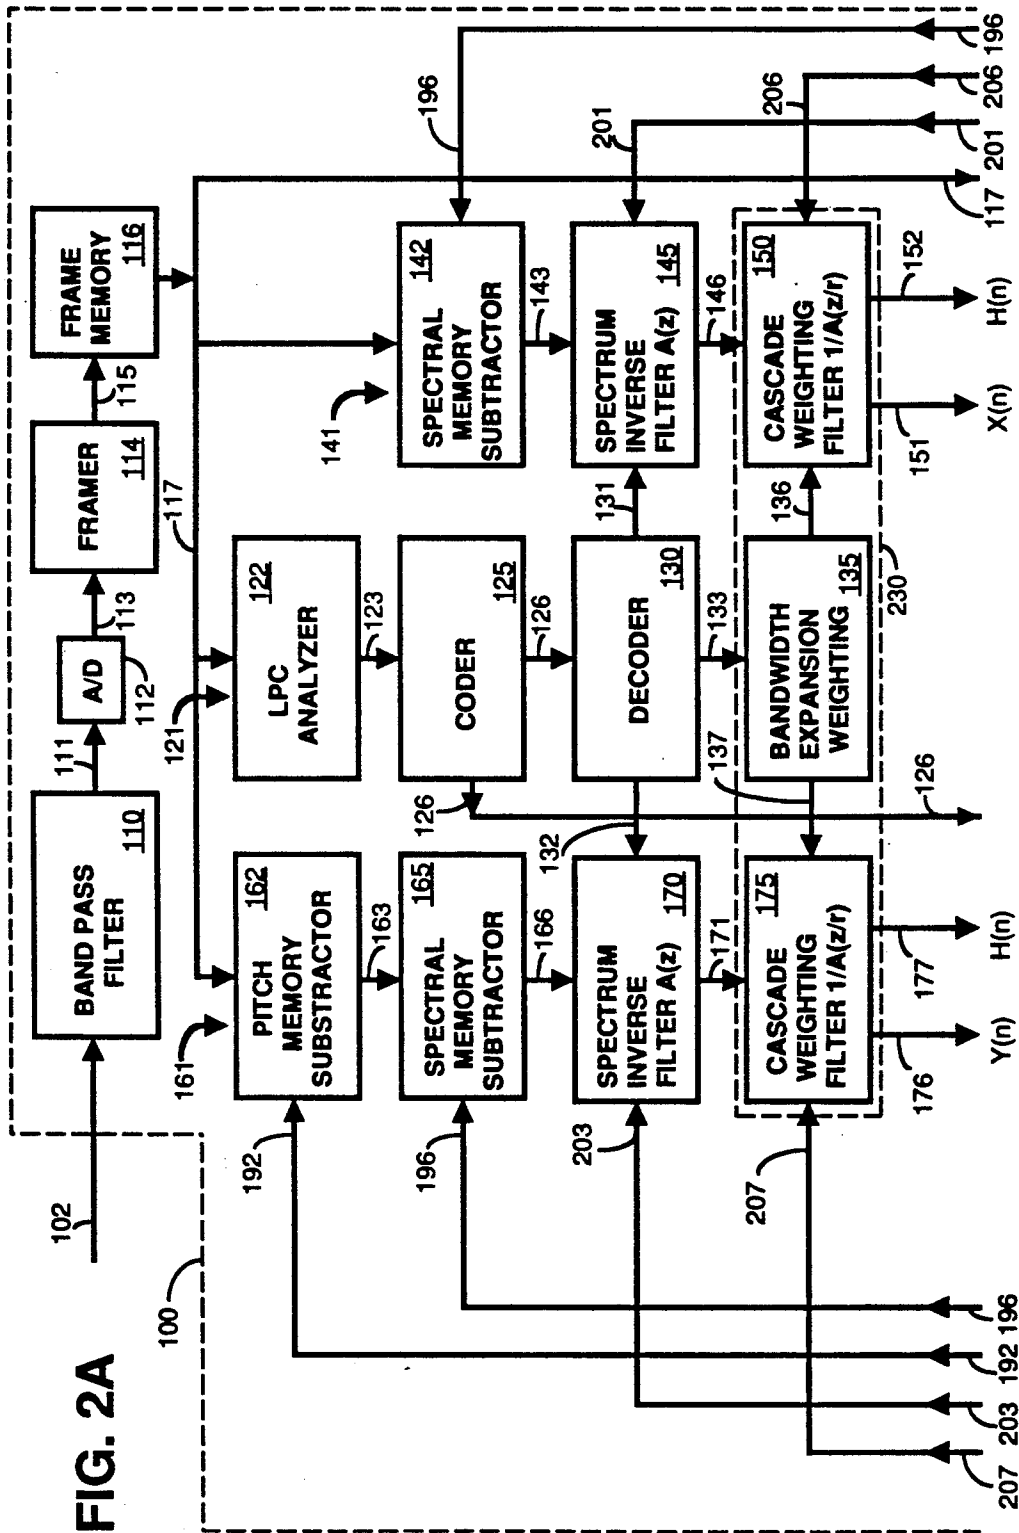 FIG. 2A
100
102
BAND PASS
FILTER
110
111
A/D
112
113
FRAMER
114
115
FRAME
MEMORY
116
117
161
121
141
PITCH
MEMORY
SUBSTRACTOR
162
LPC
ANALYZER
122
192
163
123
196
SPECTRAL
MEMORY
SUBTRACTOR
165
CODER
125
SPECTRAL
MEMORY
SUBTRACTOR
142
196
166
126
126
143
203
SPECTRUM
INVERSE
FILTER A(z)
170
132
DECODER
130
131
SPECTRUM
INVERSE
FILTER A(z)
145
201
171
133
146
207
CASCADE
WEIGHTING
FILTER 1/A(z/r)
175
137
BANDWIDTH
EXPANSION
WEIGHTING
135
136
CASCADE
WEIGHTING
FILTER 1/A(z/r)
150
206
230
176
177
126
151
152
207
203
192
196
Y(n)
H(n)
X(n)
H(n)
117
201
206
196